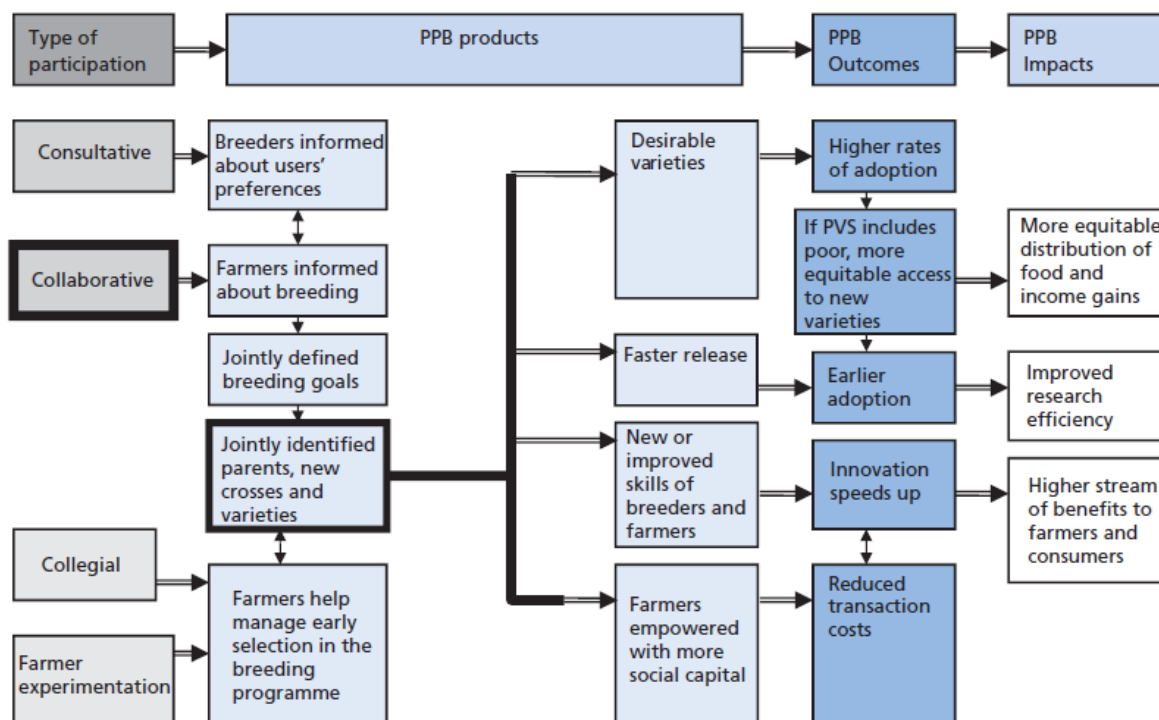 Type of
participation
PPB products
PPB
Outcomes
PPB
Impacts
Consultative
Breeders informed
about users'
preferences
Desirable
varieties
Higher rates
of adoption
If PVS includes
poor, more
equitable access
to new
varieties
More equitable
distribution of
food and
income gains
Collaborative
Farmers informed
about breeding
Jointly defined
breeding goals
Faster release
Earlier
adoption
Improved
research
efficiency
Jointly identified
parents, new
crosses and
varieties
New or
improved
skills of
breeders and
farmers
Innovation
speeds up
Higher stream
of benefits to
farmers and
consumers
Collegial
Farmer
experimentation
Farmers help
manage early
selection in the
breeding
programme
Farmers
empowered
with more
social capital
Reduced
transaction
costs